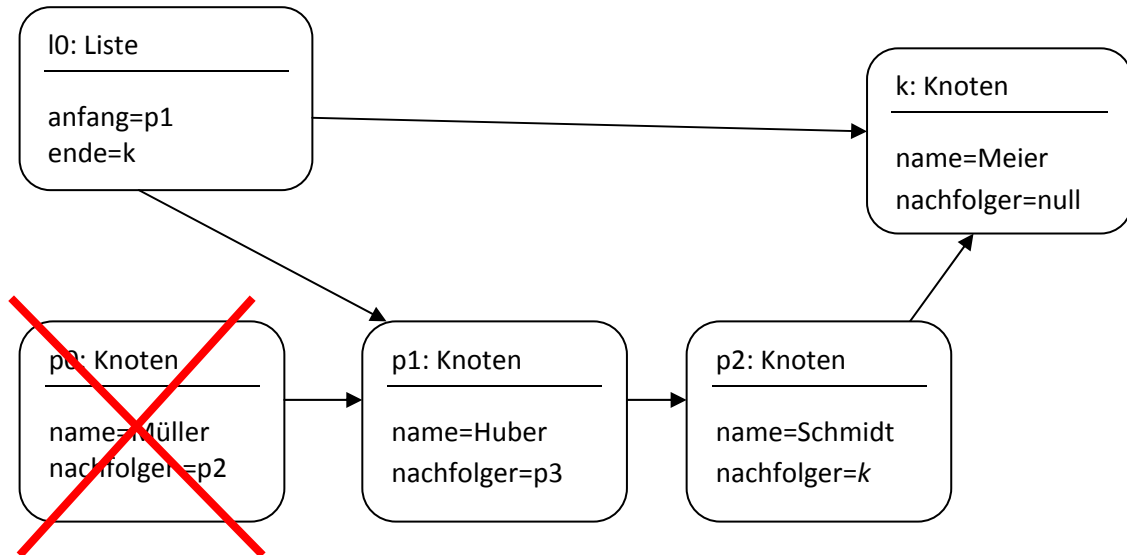 l0: Liste
anfang=p1
ende=k
k: Knoten
name=Meier
nachfolger=null
p0: Knoten
name=Müller
nachfolger=p2
p1: Knoten
name=Huber
nachfolger=p3
p2: Knoten
name=Schmidt
nachfolger=k